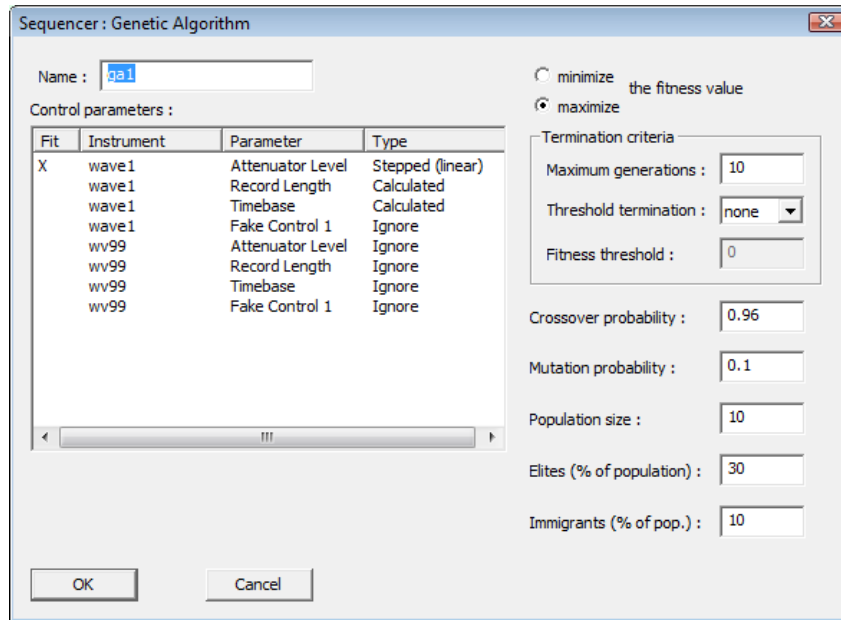 Sequencer : Genetic Algorithm
Name : ga1
Control parameters :
Fit Instrument Parameter Type
X wave1 Attenuator Level Stepped (linear)
wave1 Record Length Calculated
wave1 Timebase Calculated
wave1 Fake Control 1 Ignore
wv99 Attenuator Level Ignore
wv99 Record Length Ignore
wv99 Timebase Ignore
wv99 Fake Control 1 Ignore
minimize
the fitness value
maximize
Termination criteria
Maximum generations : 10
Threshold termination : none
Fitness threshold : 0
Crossover probability : 0.96
Mutation probability : 0.1
Population size : 10
Elites (% of population) : 30
Immigrants (% of pop.) : 10
OK Cancel